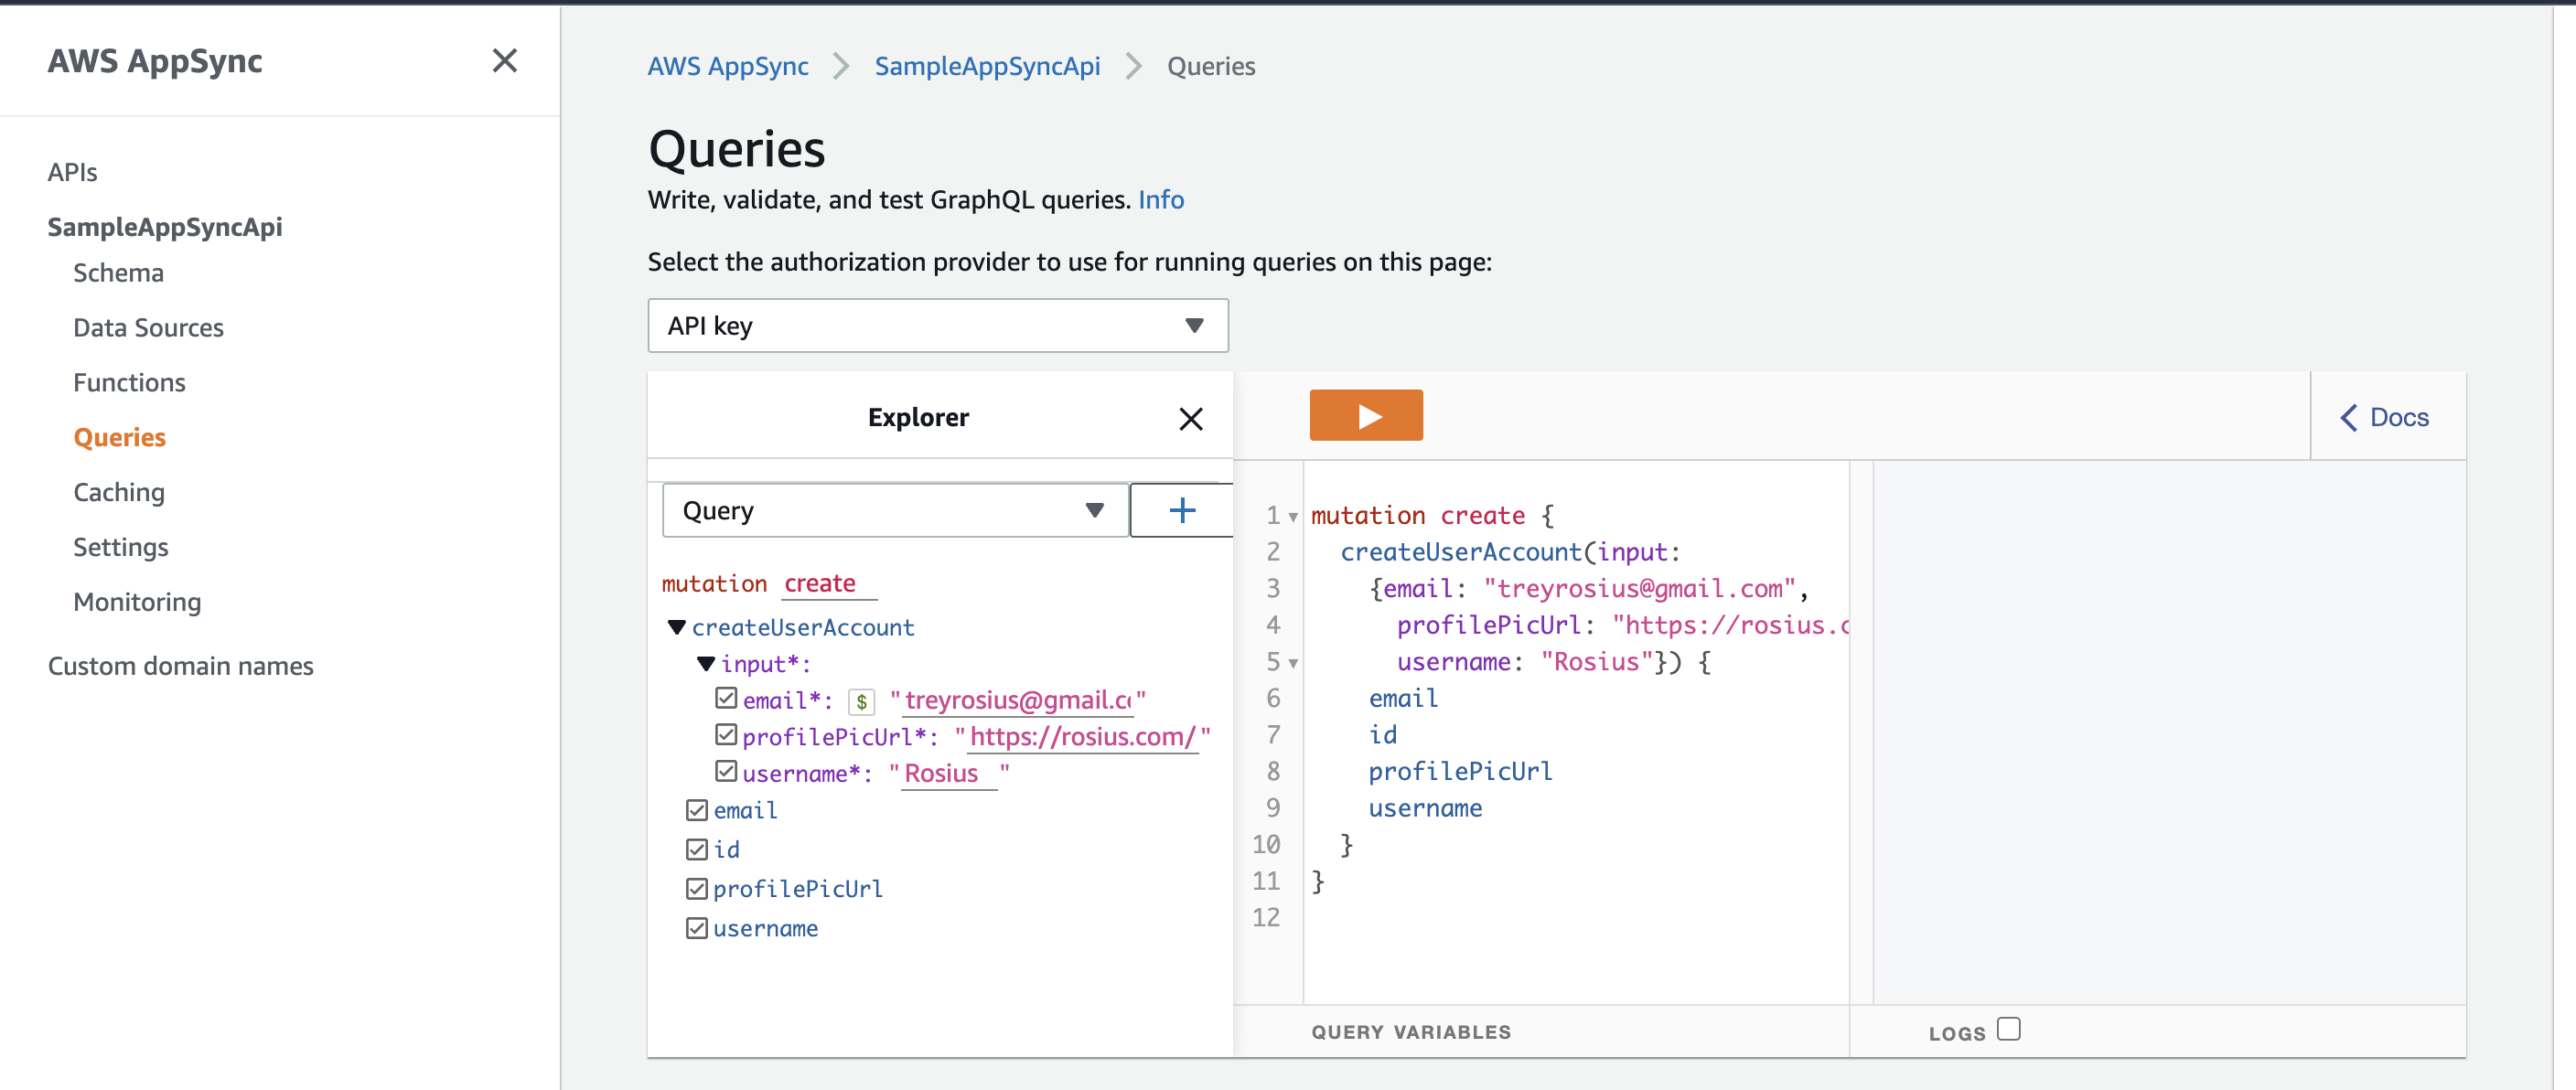 AWS AppSync
APIs
SampleAppSyncApi
Schema
Data Sources
Functions
Queries
Caching
Settings
Monitoring
Custom domain names
AWS AppSync > SampleAppSyncApi > Queries
Queries
Write, validate, and test GraphQL queries. Info
Select the authorization provider to use for running queries on this page:
API key
Explorer
Query
+
mutation create
createUserAccount
input*:
email*: $ "treyrosius@gmail.c"
profilePicUrl*: "https://rosius.com/"
username*: "Rosius "
email
id
profilePicUrl
username
Docs
1 mutation create {
2 createUserAccount(input:
3 {email: "treyrosius@gmail.com",
4 profilePicUrl: "https://rosius.c
5 username: "Rosius"}) {
6 email
7 id
8 profilePicUrl
9 username
10 }
11 }
12
QUERY VARIABLES
LOGS